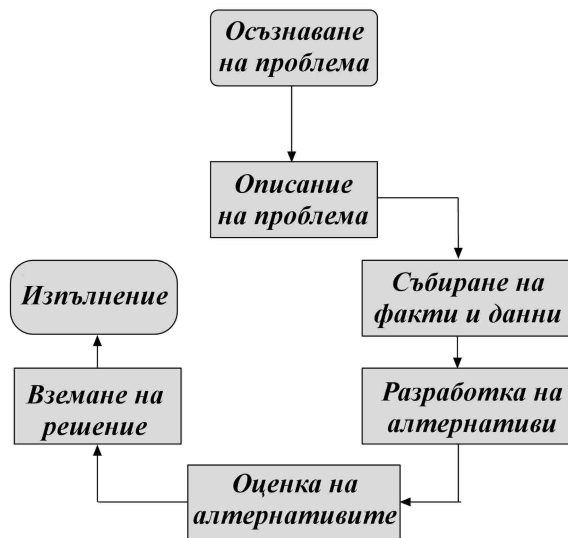 Осъзнаване
на проблема
Описание
на проблема
Събиране на
факти и данни
Разработка на
алтернативи
Оценка на
алтернативите
Вземане на
решение
Изпълнение